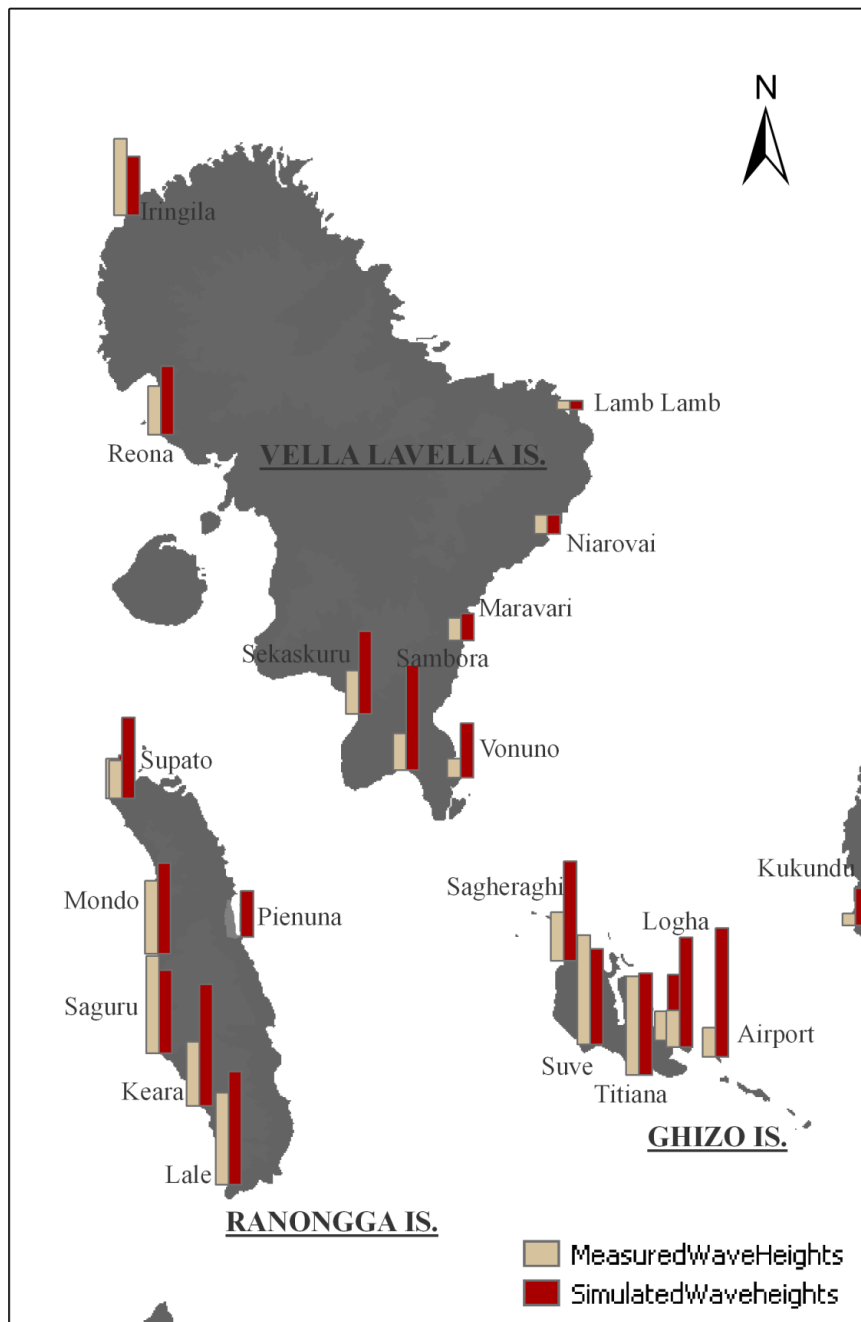 N
Iringila
Lamb Lamb
Reona
VELLA LAVELLA IS.
Niarovai
Maravari
Sekaskuru
Sambora
Vonuno
Supato
Kukundu
Sagheraghi
Mondo
Pienuna
Logha
Saguru
Airport
Suve
Keara
Titiana
GHIZO IS.
Lale
RANONGGA IS.
MeasuredWaveHeights
SimulatedWaveheights